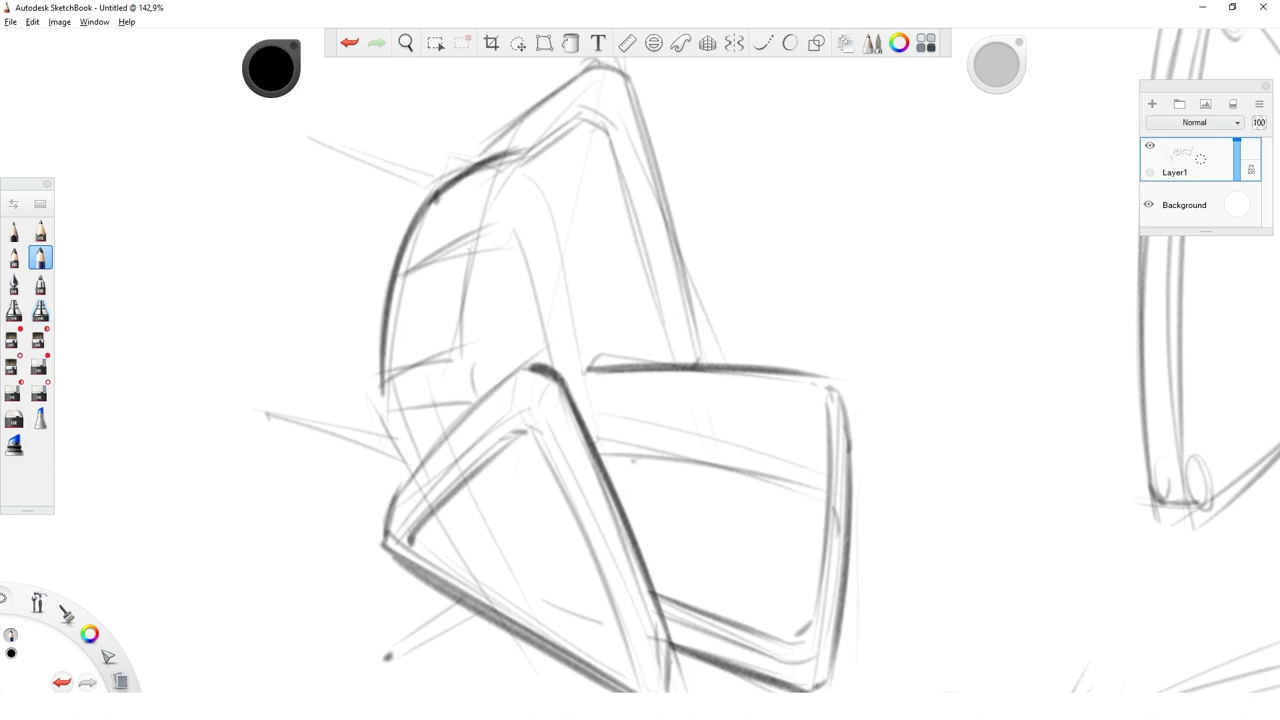 Autodesk SketchBook - Untitled @ 142,9%
File Edit Image Window Help
T
Normal 100
Layer1
Background